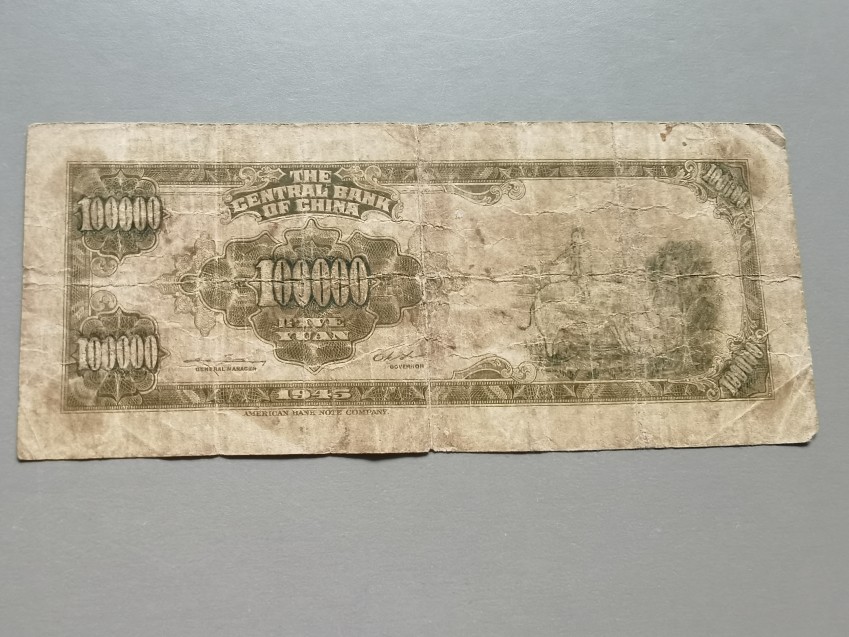 THE
CENTRAL BANK
OF CHINA
100000
100000
100000
FIVE
YUAN
100000
GENERAL MANAGER
GOVERNOR
1945
AMERICAN BANK NOTE COMPANY.
100000
100000